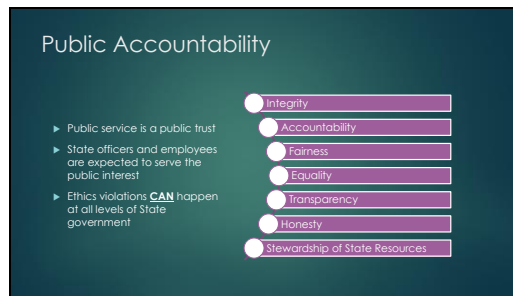 Public Accountability
Public service is a public trust
State officers and employees
are expected to serve the
public interest
Ethics violations CAN happen
at all levels of State
government
Integrity
Accountability
Fairness
Equality
Transparency
Honesty
Stewardship of State Resources